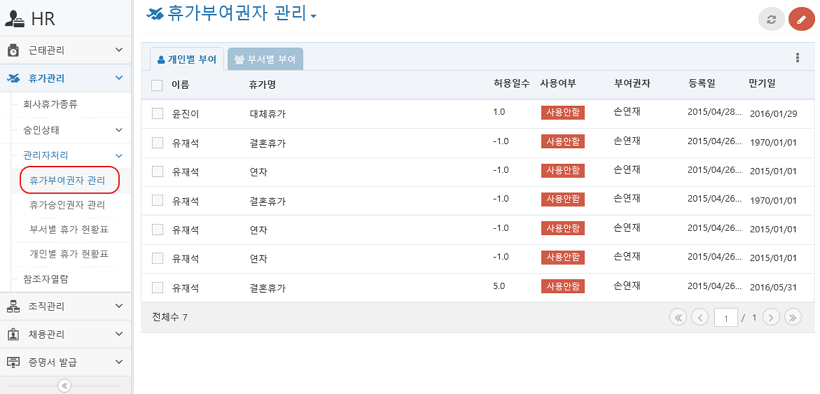 HR
근태관리
휴가관리
회사휴가종류
승인상태
관리자처리
휴가부여권자 관리
휴가승인권자 관리
부서별 휴가 현황표
개인별 휴가 현황표
참조자열람
조직관리
채용관리
증명서 발급
휴가부여권자 관리
개인별 부여 부서별 부여
이름 휴가명 허용일수 사용여부 부여권자 등록일 만기일
윤진이 대체휴가 1.0 사용안함 손연재 2015/04/28... 2016/01/29
유재석 결혼휴가 -1.0 사용안함 손연재 2015/04/26... 1970/01/01
유재석 연차 -1.0 사용안함 손연재 2015/04/26... 2015/01/01
유재석 결혼휴가 -1.0 사용안함 손연재 2015/04/26... 1970/01/01
유재석 연차 -1.0 사용안함 손연재 2015/04/26... 2015/01/01
유재석 연차 -1.0 사용안함 손연재 2015/04/26... 2015/01/01
유재석 결혼휴가 5.0 사용안함 손연재 2015/04/26... 2016/05/31
전체수 7 1 / 1